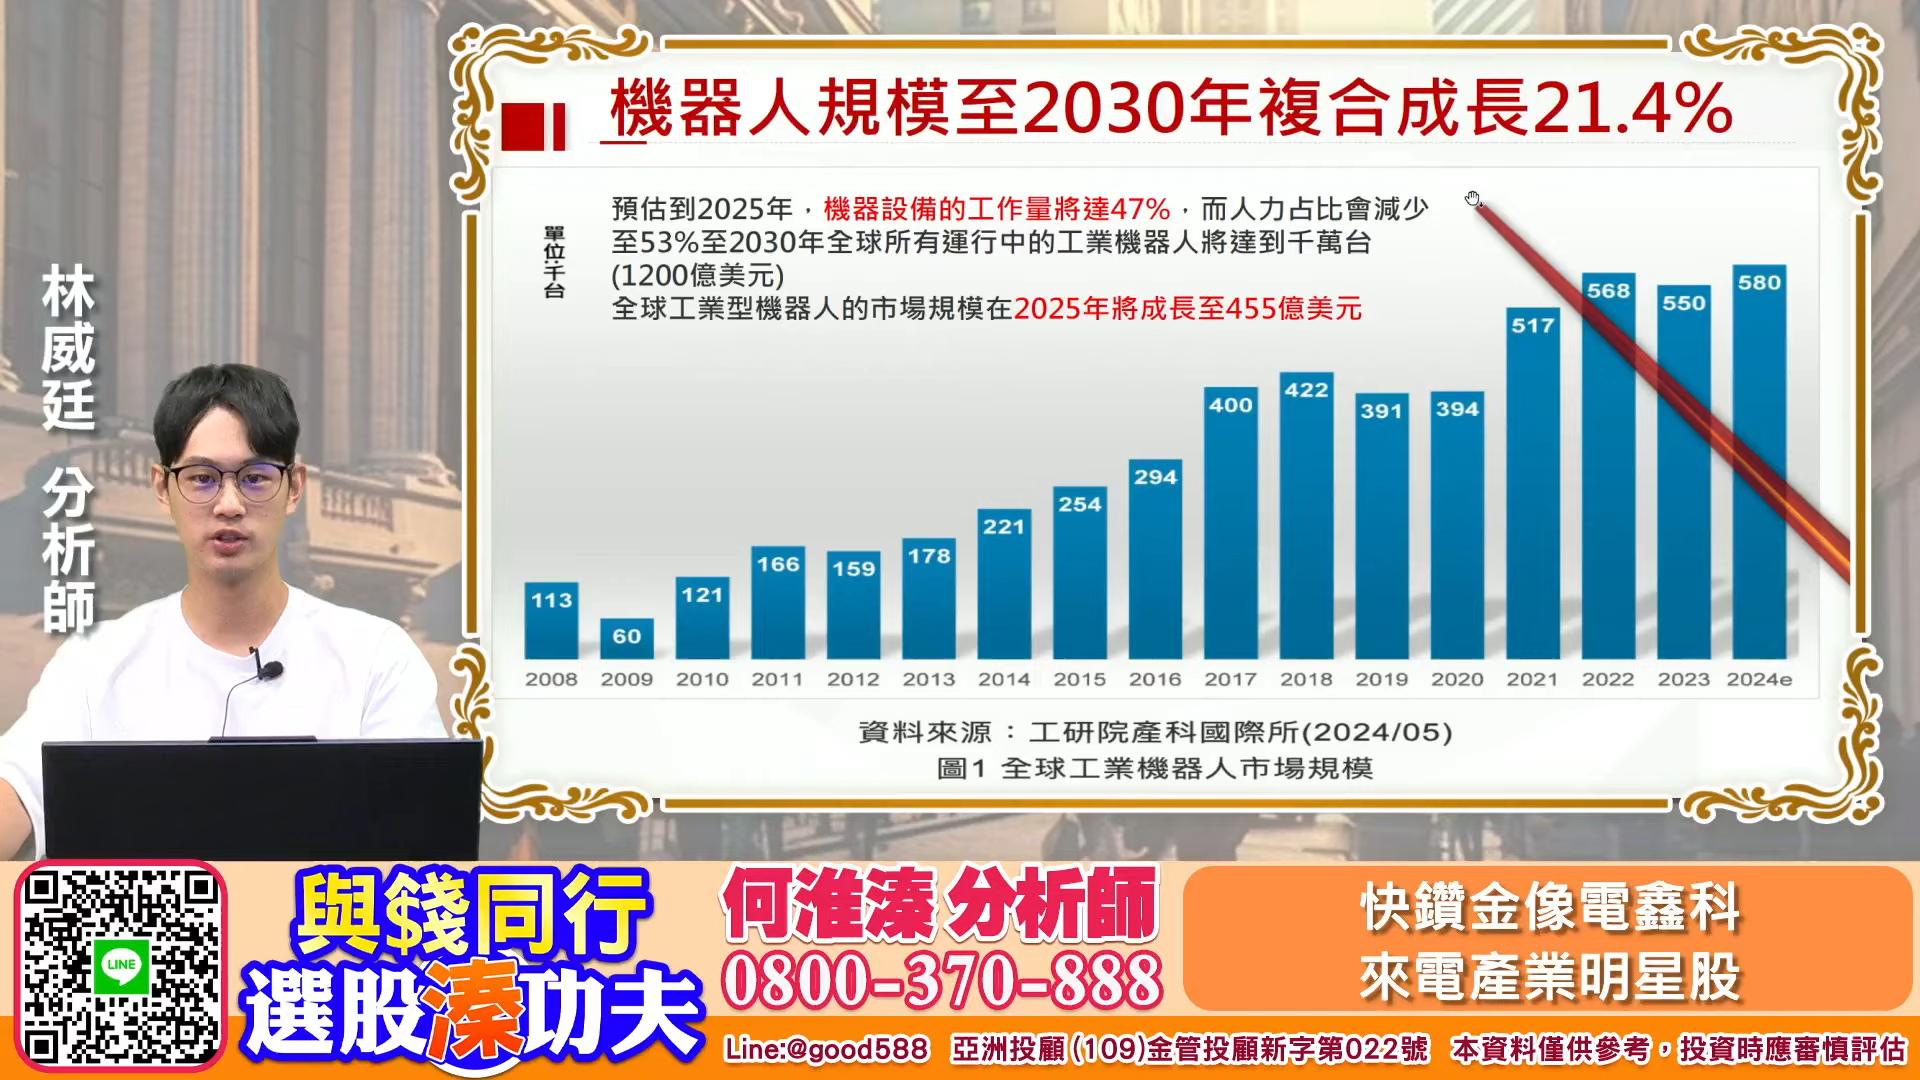 機器人規模至2030年複合成長21.4%
預估到2025年，機器設備的工作量將達47%，而人力占比會減少
至53%至2030年全球所有運行中的工業機器人將達到千萬台
(1200億美元)
全球工業型機器人的市場規模在2025年將成長至455億美元
單位:千台
113
60
121
166
159
178
221
254
294
400
422
391
394
517
568
550
580
2008
2009
2010
2011
2012
2013
2014
2015
2016
2017
2018
2019
2020
2021
2022
2023
2024e
資料來源：工研院產科國際所(2024/05)
圖1 全球工業機器人市場規模
林威廷 分析師
LINE
與錢同行
選股溱功夫
何淮溱 分析師
0800-370-888
快鑽金像電鑫科
來電產業明星股
Line:@good588 亞洲投顧(109)金管投顧新字第022號 本資料僅供參考，投資時應審慎評估